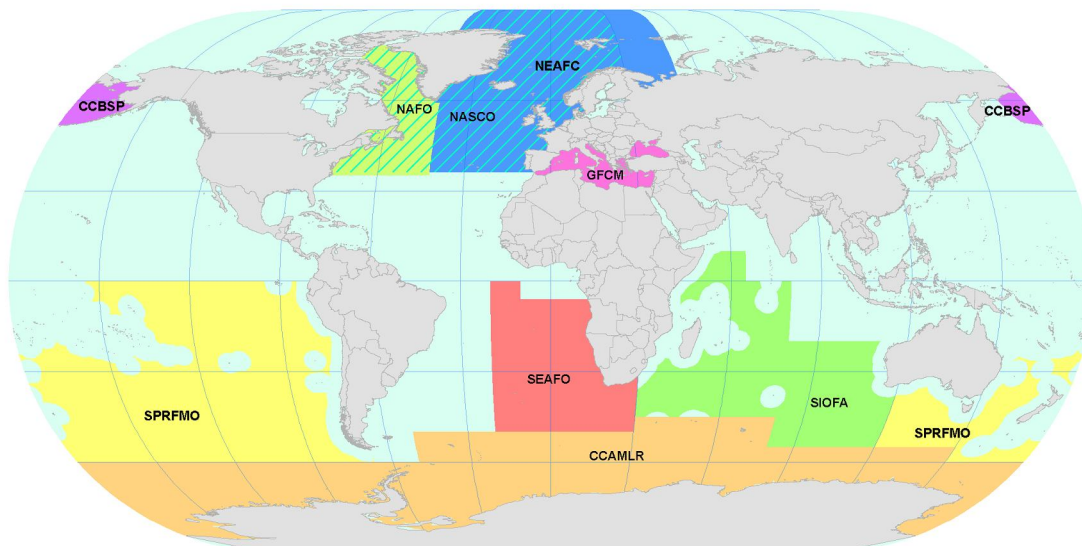 NEAFC
CCBSP
NAFO
NASCO
CCBSP
GFCM
SEAFO
SIOFA
SPRFMO
SPRFMO
CCAMLR